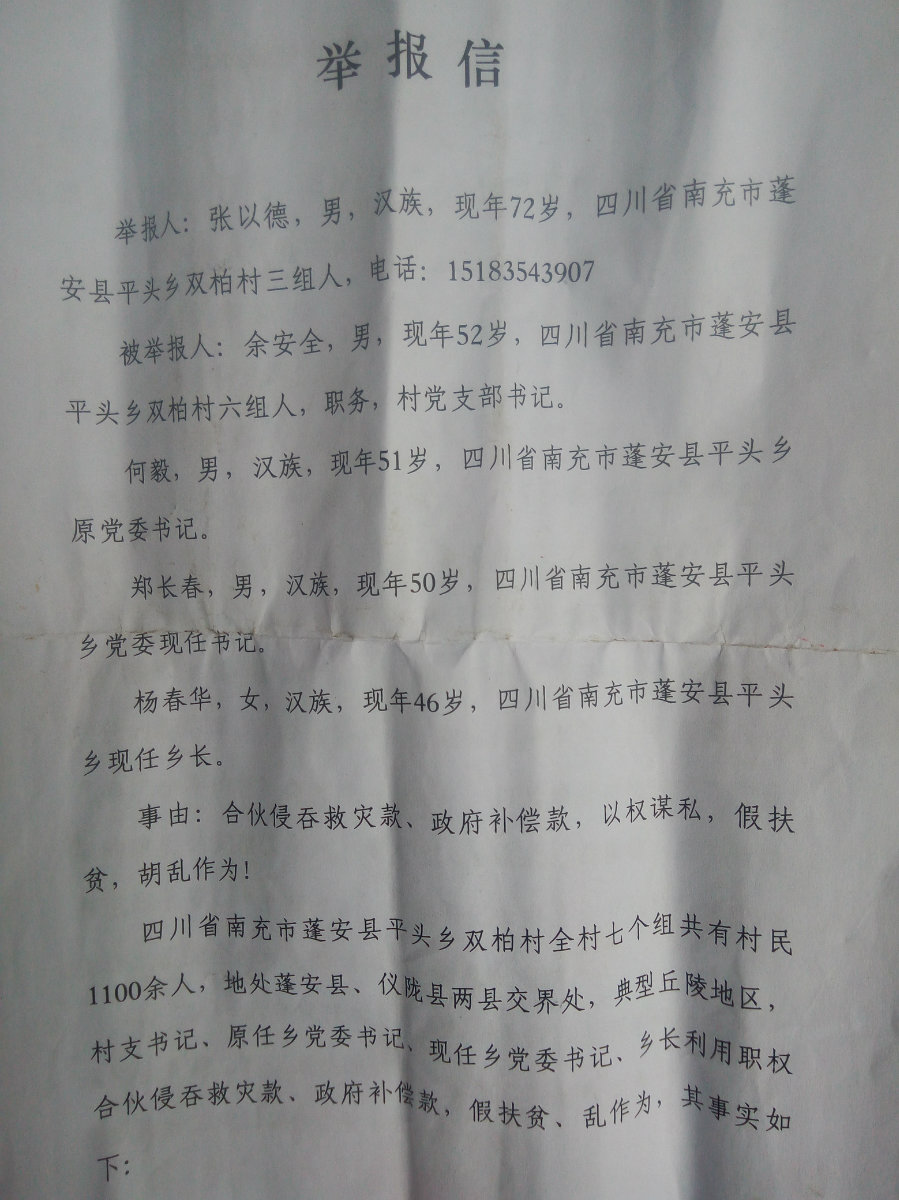 举报信
举报人：张以德，男，汉族，现年72岁，四川省南充市蓬
安县平头乡双柏村三组人，电话：15183543907
被举报人：余安全，男，现年52岁，四川省南充市蓬安县
平头乡双柏村六组人，职务，村党支部书记。
何毅，男，汉族，现年51岁，四川省南充市蓬安县平头乡
原党委书记。
郑长春，男，汉族，现年50岁，四川省南充市蓬安县平头
乡党委现任书记。
杨春华，女，汉族，现年46岁，四川省南充市蓬安县平头
乡现任乡长。
事由：合伙侵吞救灾款、政府补偿款，以权谋私，假扶
贫，胡乱作为！
四川省南充市蓬安县平头乡双柏村全村七个组共有村民
1100余人，地处蓬安县、仪陇县两县交界处，典型丘陵地区，
村支书记、原任乡党委书记、现任乡党委书记、乡长利用职权
合伙侵吞救灾款、政府补偿款，假扶贫、乱作为，其事实如
下：